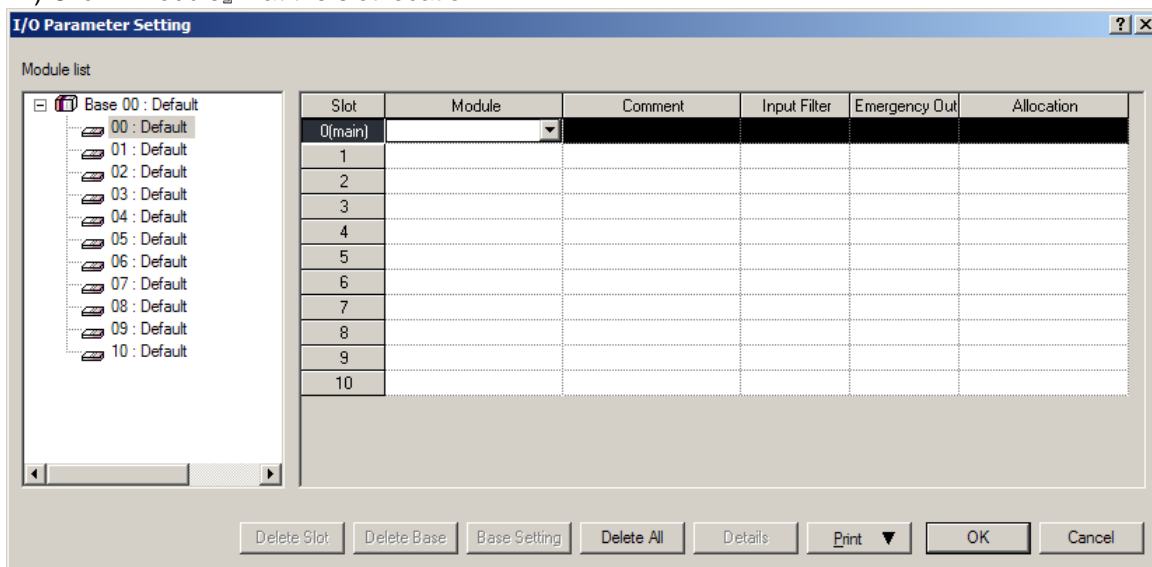 I/O Parameter Setting
Module list
Base 00 : Default
00 : Default
01 : Default
02 : Default
03 : Default
04 : Default
05 : Default
06 : Default
07 : Default
08 : Default
09 : Default
10 : Default
Slot Module Comment Input Filter Emergency Out Allocation
0(main)
1
2
3
4
5
6
7
8
9
10
Delete Slot Delete Base Base Setting Delete All Details Print ▼ OK Cancel